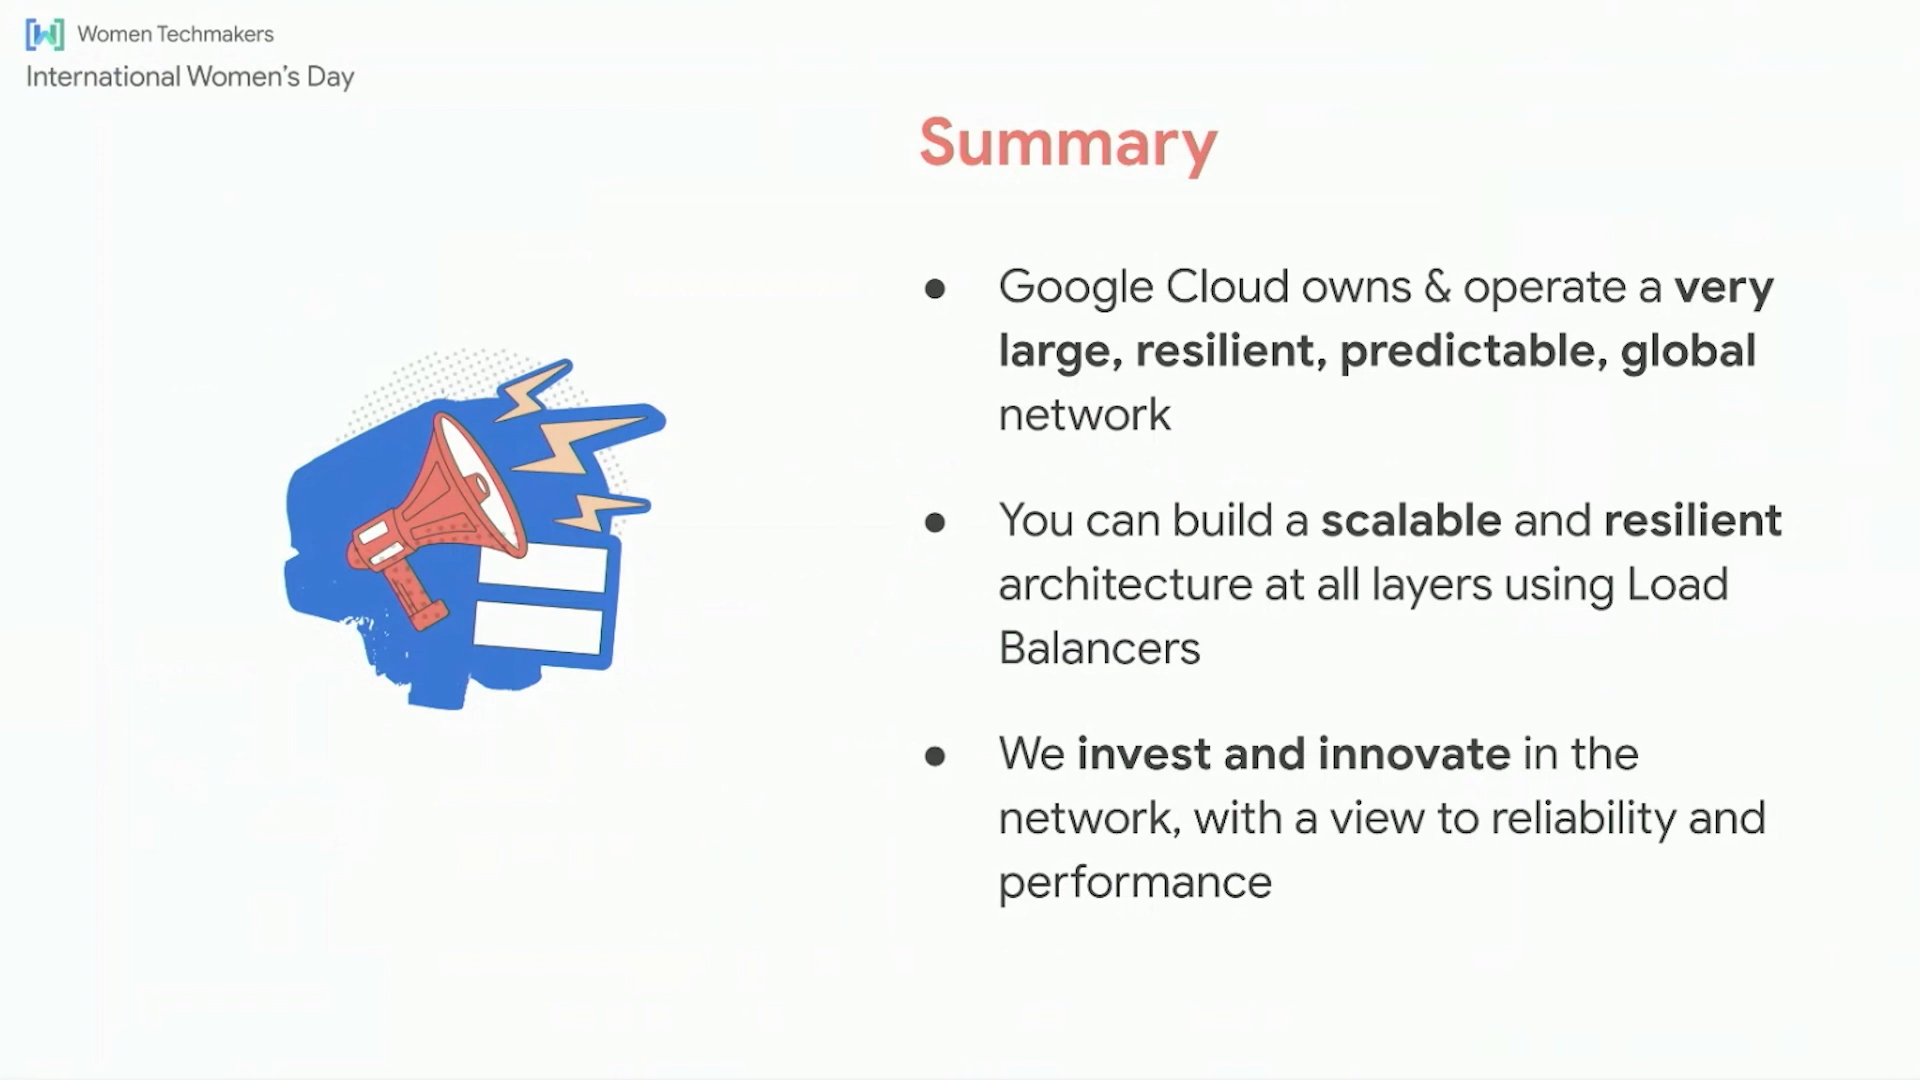 Women Techmakers
International Women's Day
Summary
● Google Cloud owns & operate a very
large, resilient, predictable, global
network
● You can build a scalable and resilient
architecture at all layers using Load
Balancers
● We invest and innovate in the
network, with a view to reliability and
performance